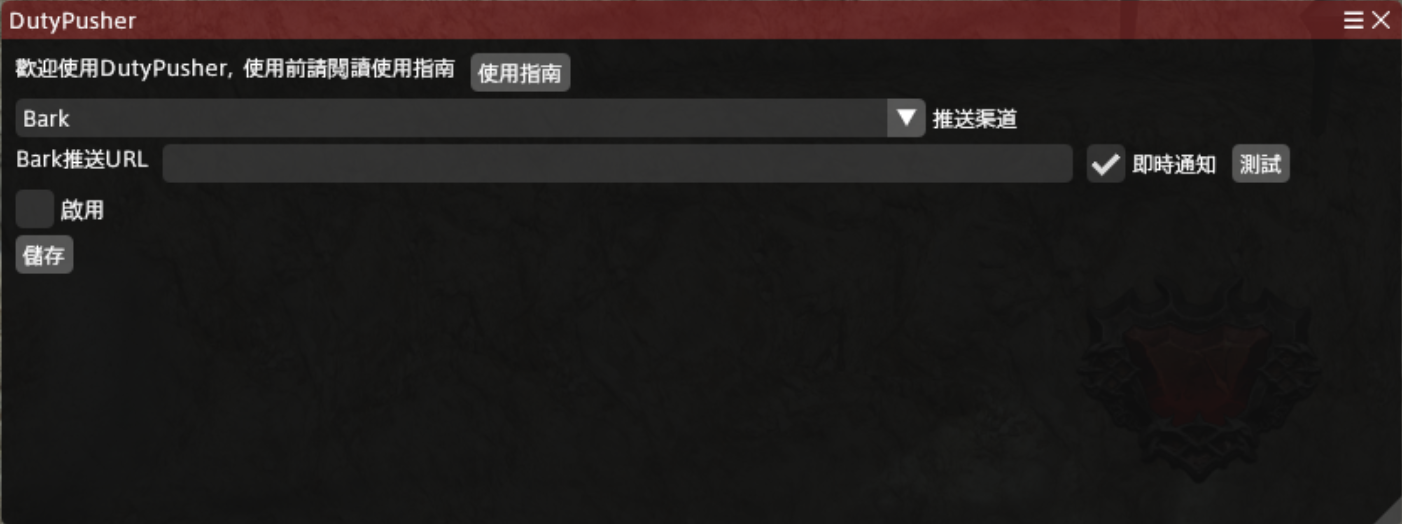 DutyPusher
歡迎使用DutyPusher, 使用前請閱讀使用指南 使用指南
Bark 推送渠道
Bark推送URL 即時通知 測試
啟用
儲存